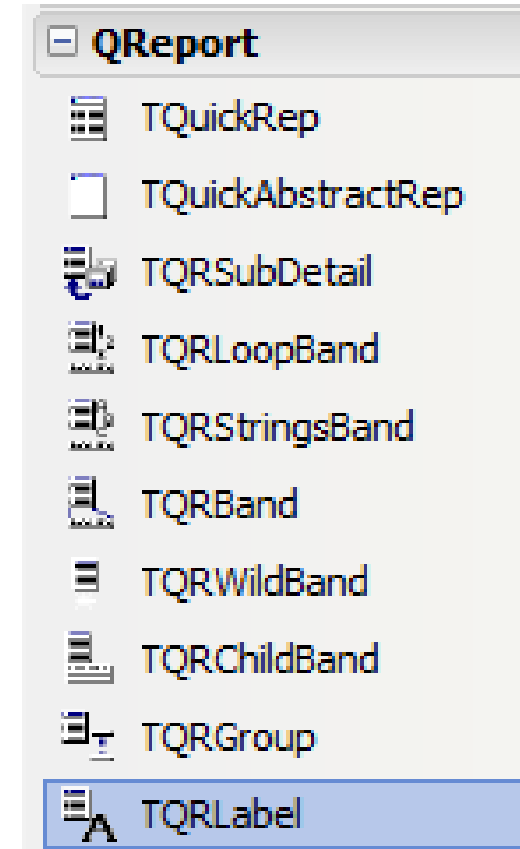 QReport
TQuickRep
TQuickAbstractRep
TQRSubDetail
TQRLoopBand
TQRStringsBand
TQRBand
TQRWildBand
TQRChildBand
TQRGroup
TQRLabel